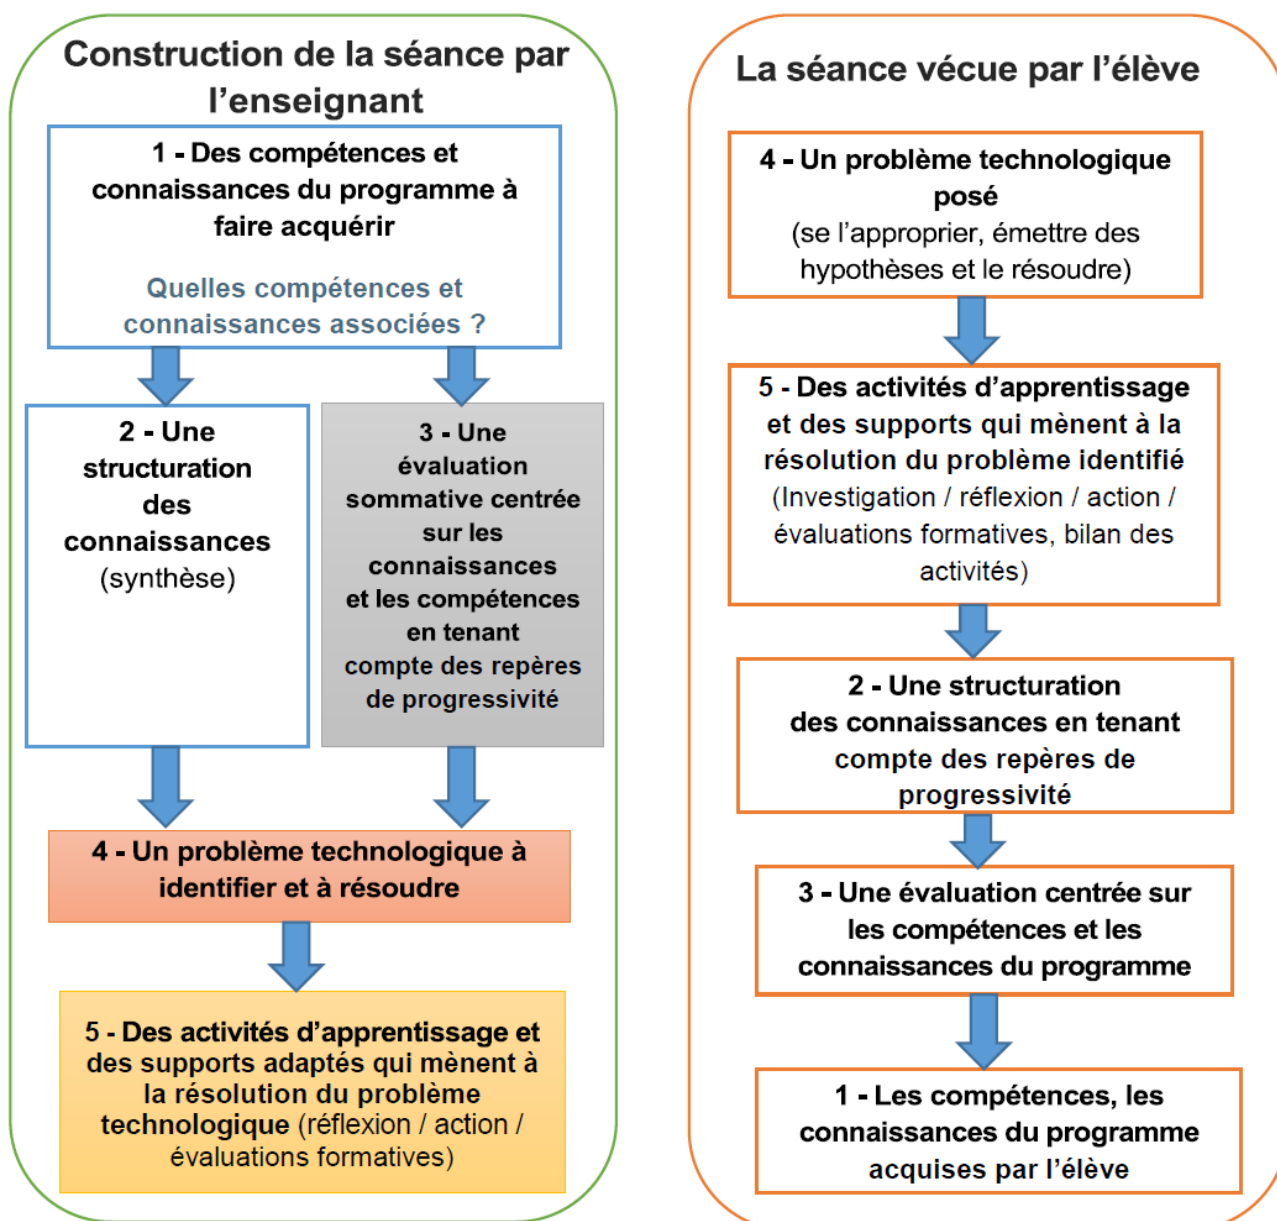 Construction de la séance par
l'enseignant
1 - Des compétences et
connaissances du programme à
faire acquérir
Quelles compétences et
connaissances associées ?
2 - Une
structuration
des
connaissances
(synthèse)
3 - Une
évaluation
sommative centrée
sur les
connaissances
et les compétences
en tenant
compte des repères
de progressivité
4 - Un problème technologique à
identifier et à résoudre
5 - Des activités d'apprentissage et
des supports adaptés qui mènent à
la résolution du problème
technologique (réflexion / action /
évaluations formatives)
La séance vécue par l'élève
4 - Un problème technologique
posé
(se l'approprier, émettre des
hypothèses et le résoudre)
5 - Des activités d'apprentissage
et des supports qui mènent à la
résolution du problème identifié
(Investigation / réflexion / action /
évaluations formatives, bilan des
activités)
2 - Une structuration
des connaissances en tenant
compte des repères de
progressivité
3 - Une évaluation centrée sur
les compétences et les
connaissances du programme
1 - Les compétences, les
connaissances du programme
acquises par l'élève